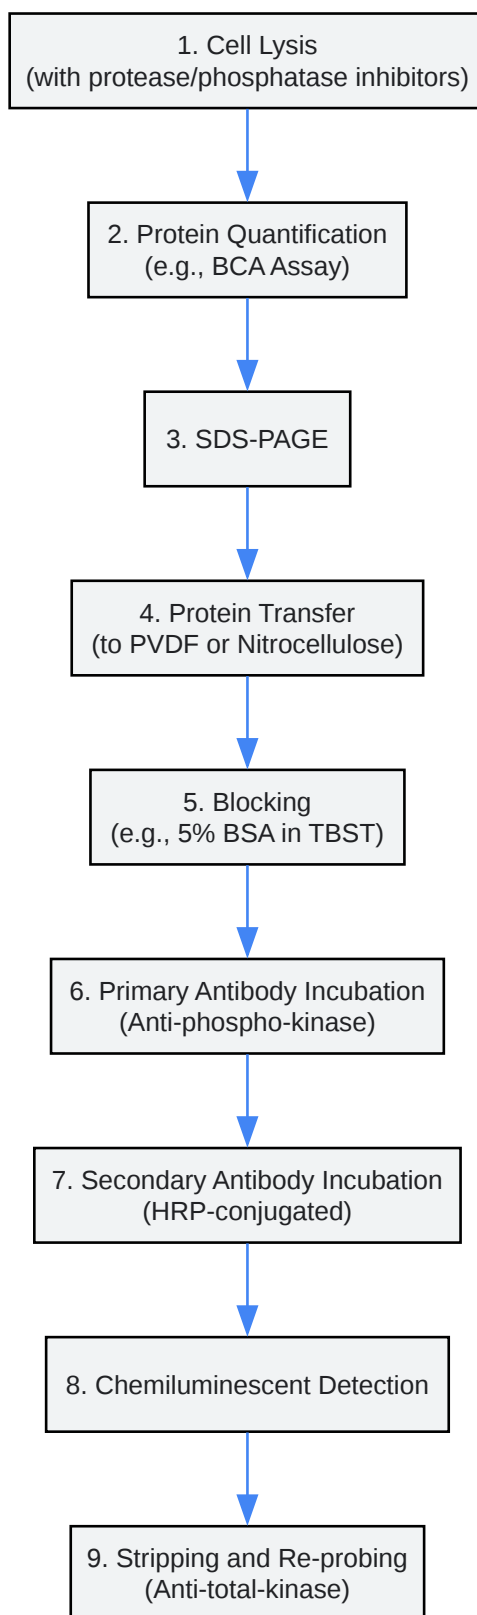 1. Cell Lysis
(with protease/phosphatase inhibitors)
2. Protein Quantification
(e.g., BCA Assay)
3. SDS-PAGE
4. Protein Transfer
(to PVDF or Nitrocellulose)
5. Blocking
(e.g., 5% BSA in TBST)
6. Primary Antibody Incubation
(Anti-phospho-kinase)
7. Secondary Antibody Incubation
(HRP-conjugated)
8. Chemiluminescent Detection
9. Stripping and Re-probing
(Anti-total-kinase)